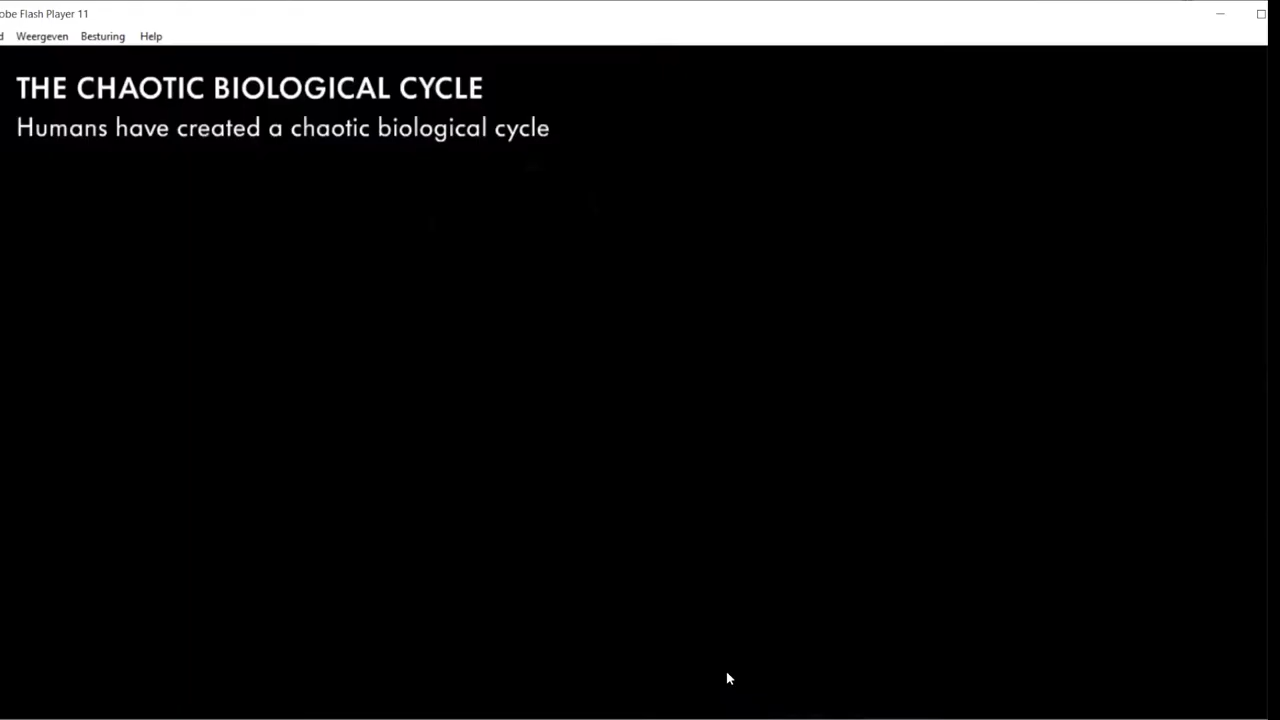 obe Flash Player 11
d Weergeven Besturing Help
THE CHAOTIC BIOLOGICAL CYCLE
Humans have created a chaotic biological cycle